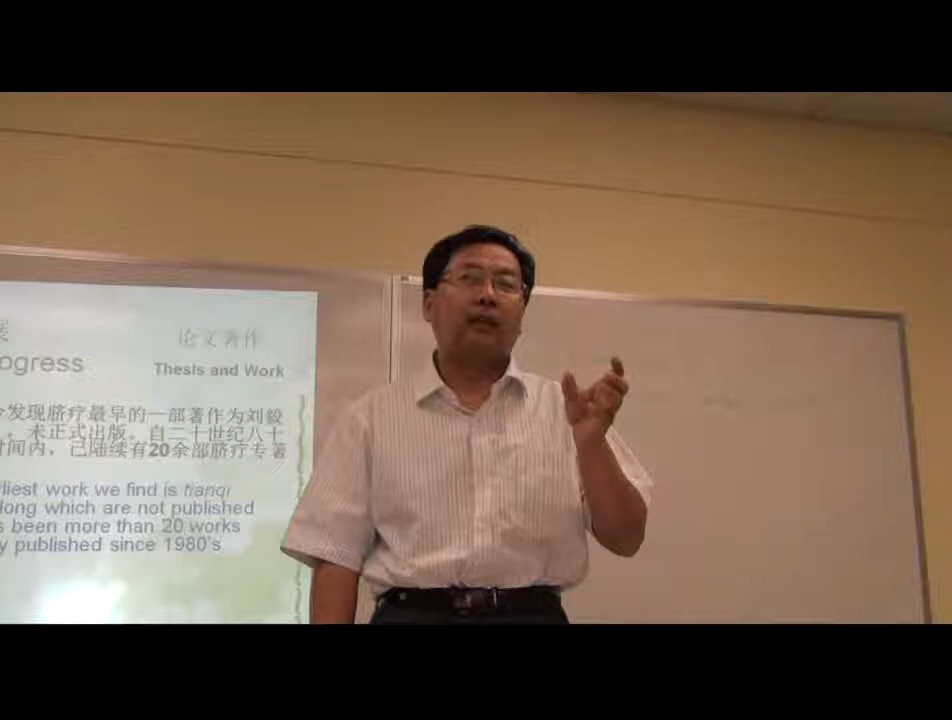 展 论文著作
ogress Thesis and Work
今发现脐疗最早的一部著作为刘毅
。未正式出版。自二十世纪八十
时间内，已陆续有20余部脐疗专著
rliest work we find is tianqi
long which are not published
s been more than 20 works
y published since 1980's